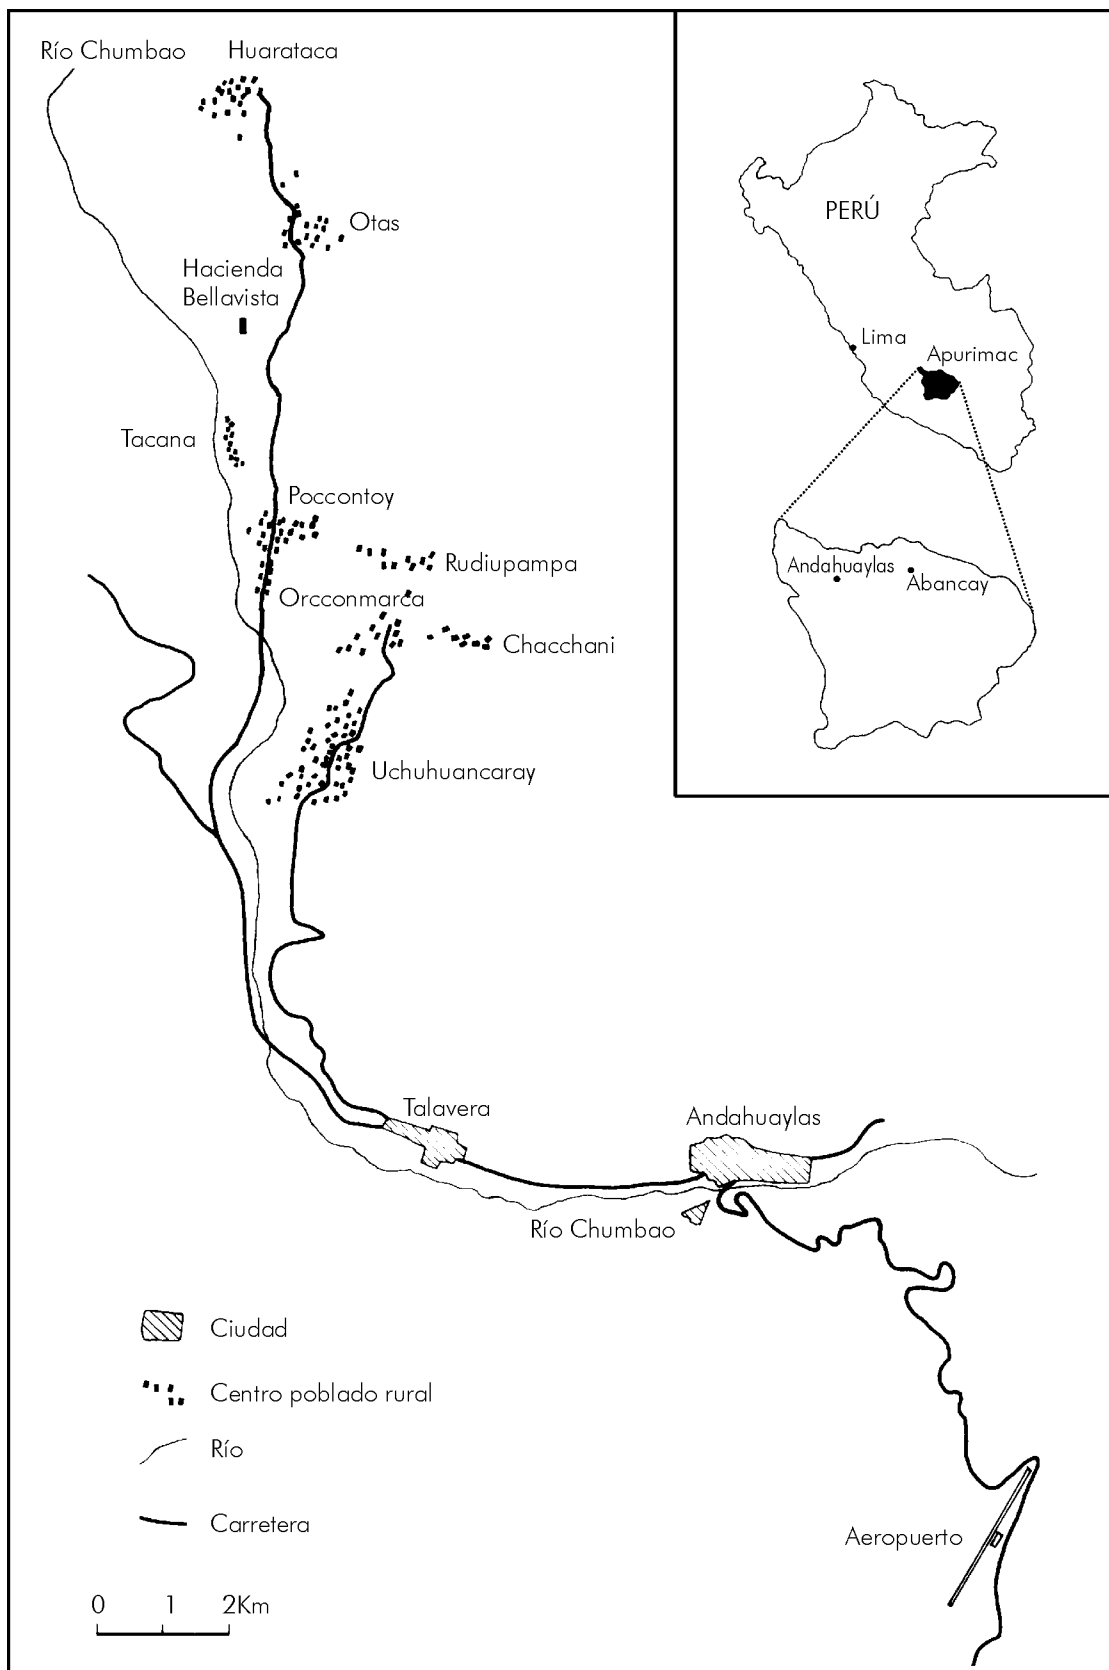 Río Chumbao
Huarataca
Otas
Hacienda
Bellavista
Tacana
Poccontoy
Rudiupampa
Orcconmarca
Chacchani
Uchuhuancaray
Talavera
Andahuaylas
Río Chumbao
Aeropuerto
PERÚ
Lima
Apurimac
Andahuaylas
Abancay
Ciudad
Centro poblado rural
Río
Carretera
0 1 2Km